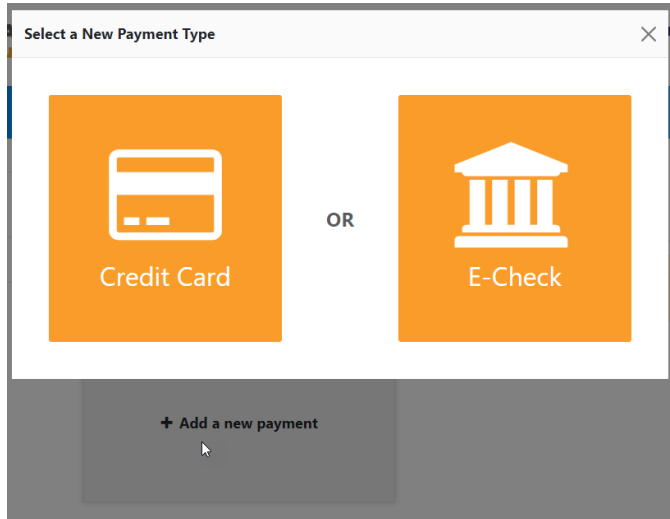 Select a New Payment Type
OR
Credit Card
E-Check
+ Add a new payment